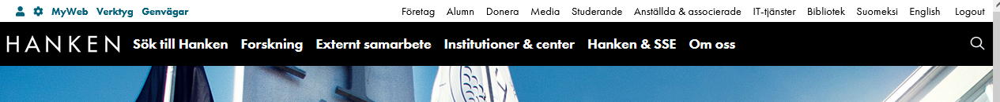 MyWeb Verktyg Genvägar Företag Alumn Donera Media Studerande Anställda & associerade IT-tjänster Bibliotek Suomeksi English Logout
HANKEN Sök till Hanken Forskning Externt samarbete Institutioner & center Hanken & SSE Om oss